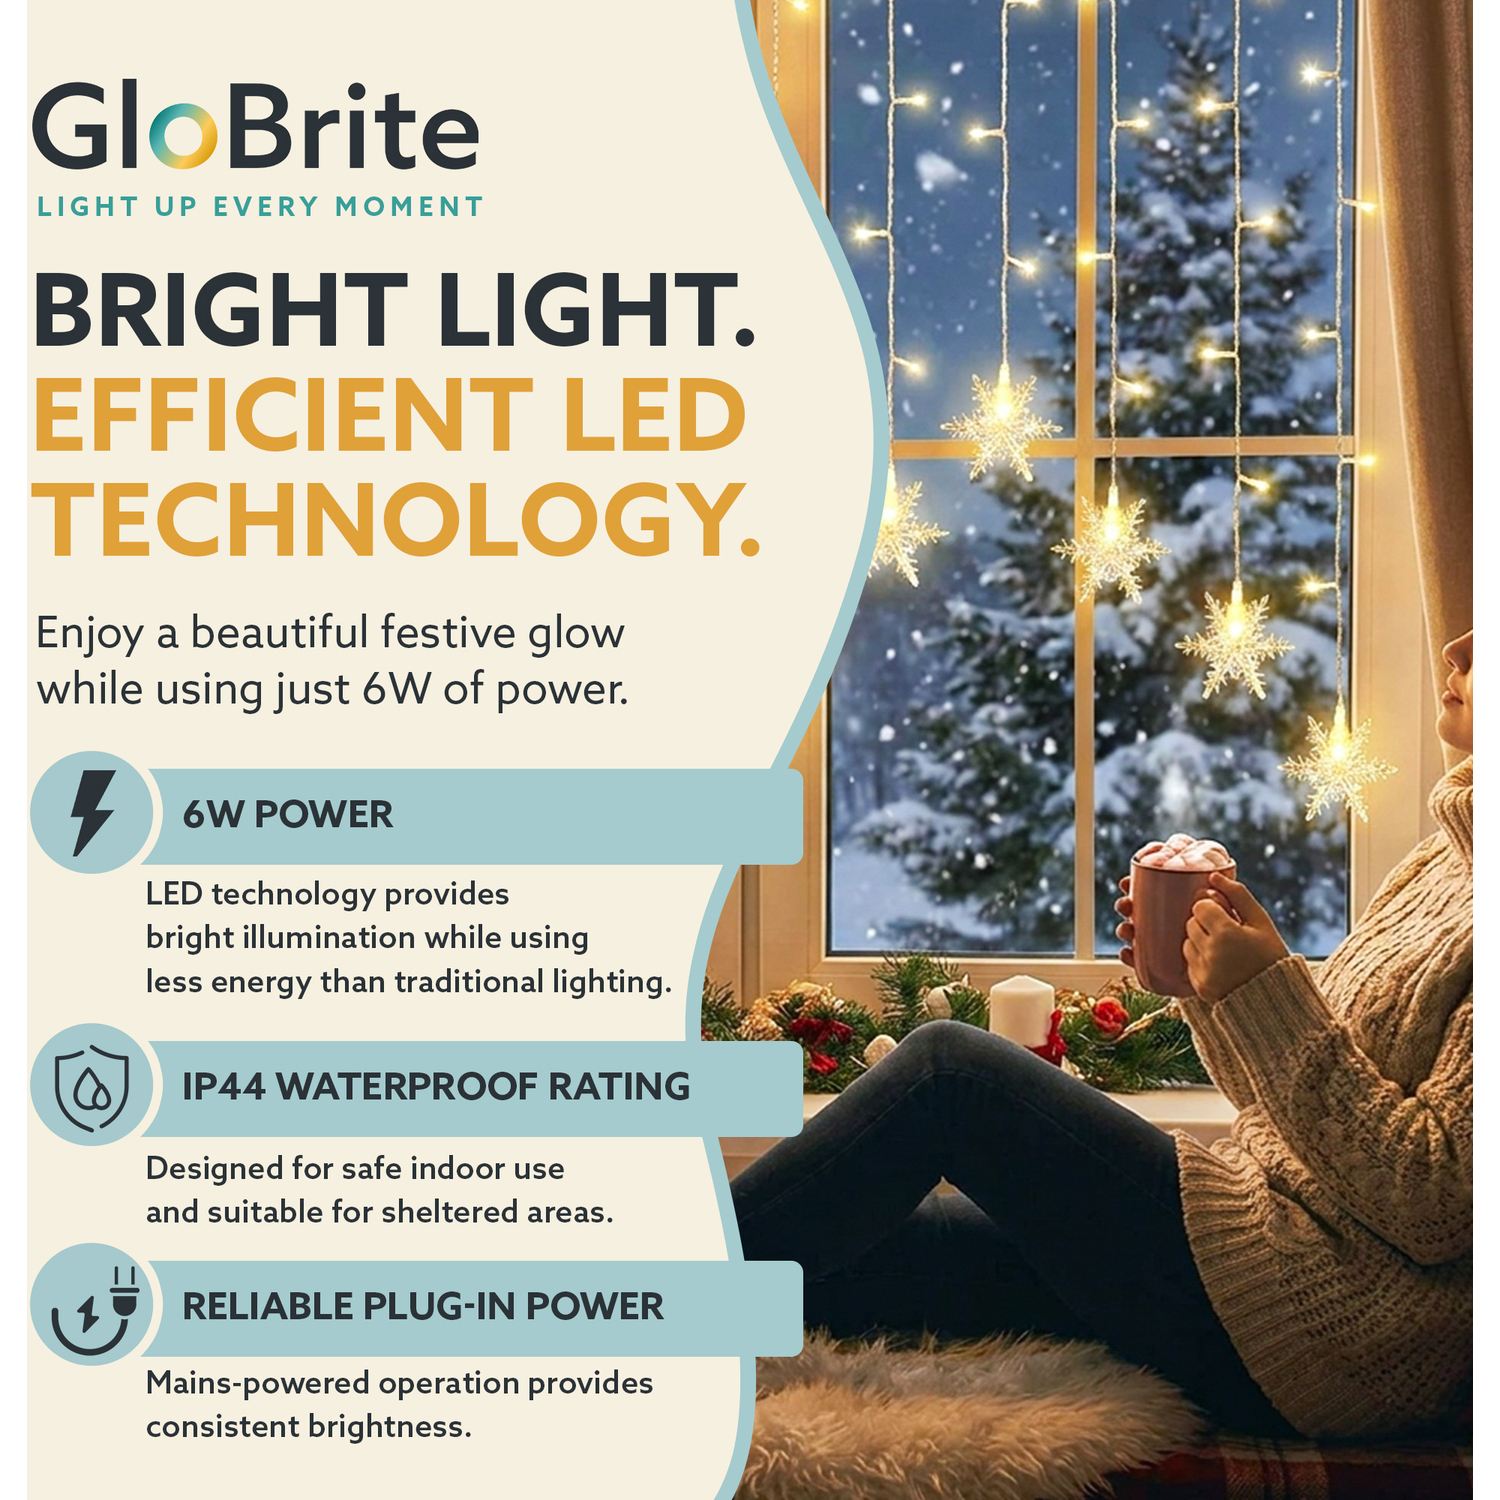 GloBrite
LIGHT UP EVERY MOMENT
BRIGHT LIGHT.
EFFICIENT LED
TECHNOLOGY.
Enjoy a beautiful festive glow
while using just 6W of power.
6W POWER
LED technology provides
bright illumination while using
less energy than traditional lighting.
IP44 WATERPROOF RATING
Designed for safe indoor use
and suitable for sheltered areas.
RELIABLE PLUG-IN POWER
Mains-powered operation provides
consistent brightness.